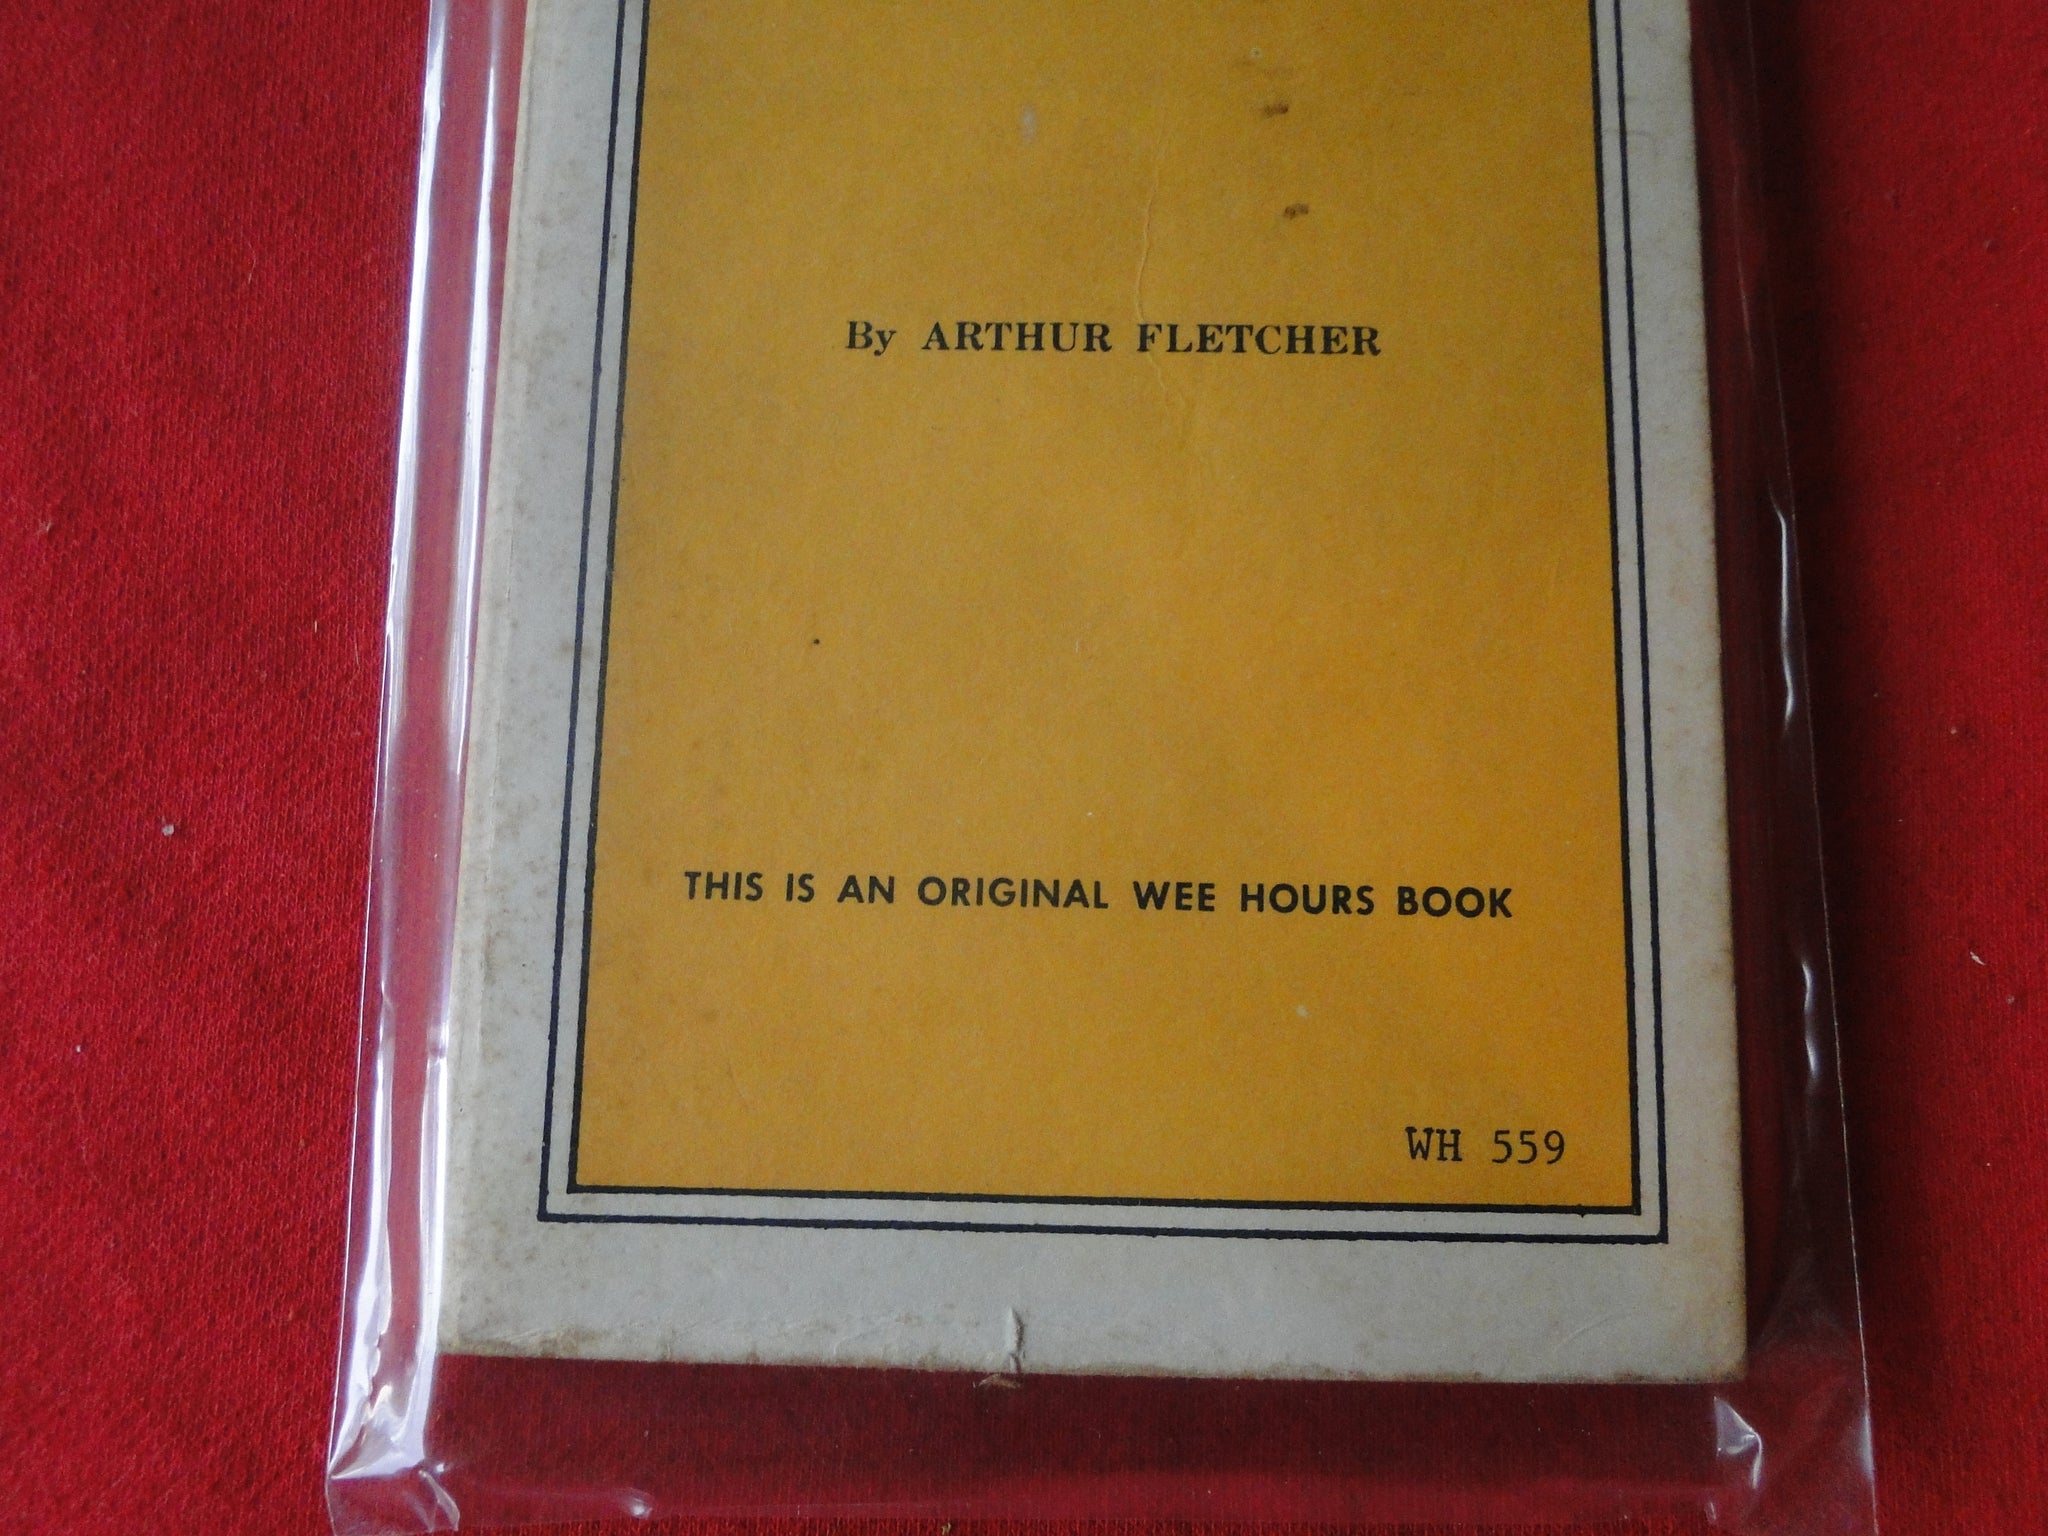 By ARTHUR FLETCHER
THIS IS AN ORIGINAL WEE HOURS BOOK
WH 559